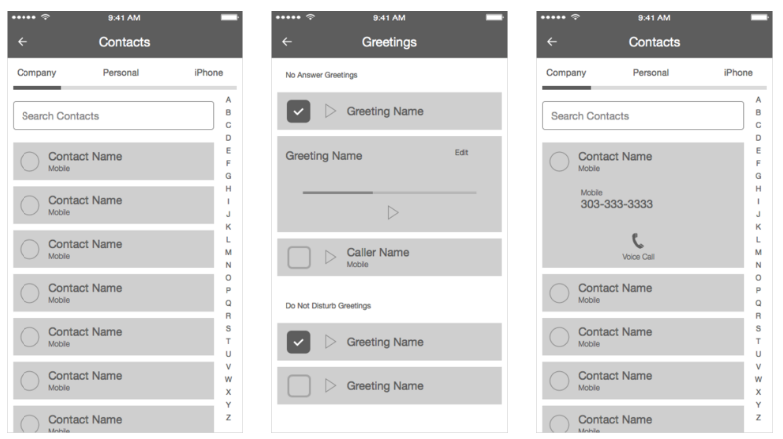 9:41 AM
Contacts
Company Personal iPhone
Search Contacts
A
B
C
D
E
F
G
H
I
J
K
L
M
N
O
P
Q
R
S
T
U
V
W
X
Y
Z
Contact Name
Mobile
Contact Name
Mobile
Contact Name
Mobile
Contact Name
Mobile
Contact Name
Mobile
Contact Name
Mobile
Contact Name
Mobile
9:41 AM
Greetings
No Answer Greetings
Greeting Name
Greeting Name Edit
Caller Name
Mobile
Do Not Disturb Greetings
Greeting Name
Greeting Name
9:41 AM
Contacts
Company Personal iPhone
Search Contacts
A
B
C
D
E
F
G
H
I
J
K
L
M
N
O
P
Q
R
S
T
U
V
W
X
Y
Z
Contact Name
Mobile
Mobile
303-333-3333
Voice Call
Contact Name
Mobile
Contact Name
Mobile
Contact Name
Mobile
Contact Name
Mobile